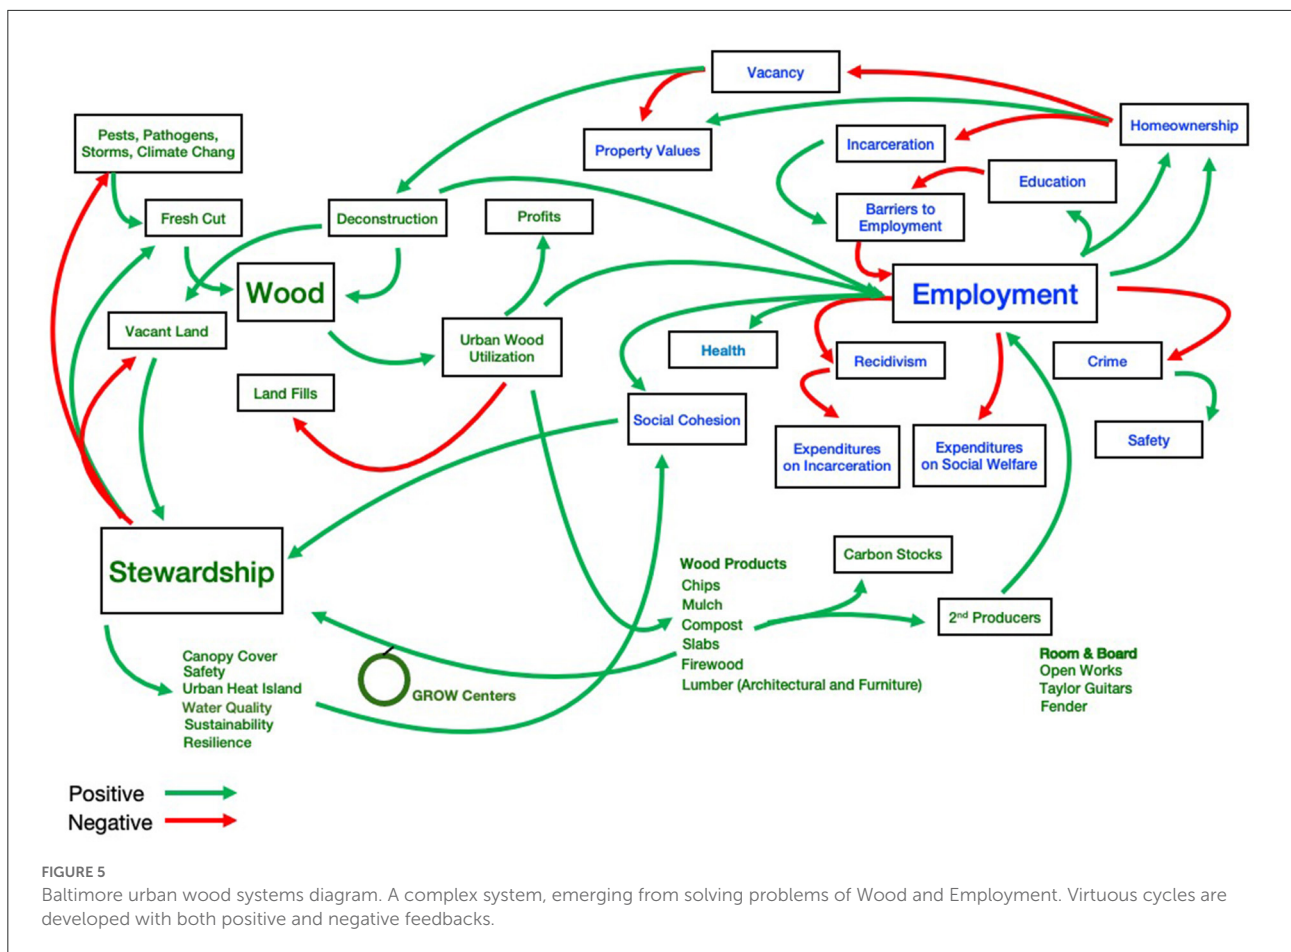 Vacancy
Homeownership
Pests, Pathogens,
Storms, Climate Chang
Property Values
Incarceration
Education
Fresh Cut
Deconstruction
Profits
Barriers to
Employment
Wood
Employment
Vacant Land
Urban Wood
Utilization
Health
Recidivism
Crime
Land Fills
Social Cohesion
Expenditures
on Incarceration
Expenditures
on Social Welfare
Safety
Stewardship
Carbon Stocks
Wood Products
Chips
Mulch
Compost
Slabs
Firewood
Lumber (Architectural and Furniture)
2nd Producers
Room & Board
Open Works
Taylor Guitars
Fender
Canopy Cover
Safety
Urban Heat Island
Water Quality
Sustainability
Resilience
GROW Centers
Positive
Negative
FIGURE 5
Baltimore urban wood systems diagram. A complex system, emerging from solving problems of Wood and Employment. Virtuous cycles are
developed with both positive and negative feedbacks.